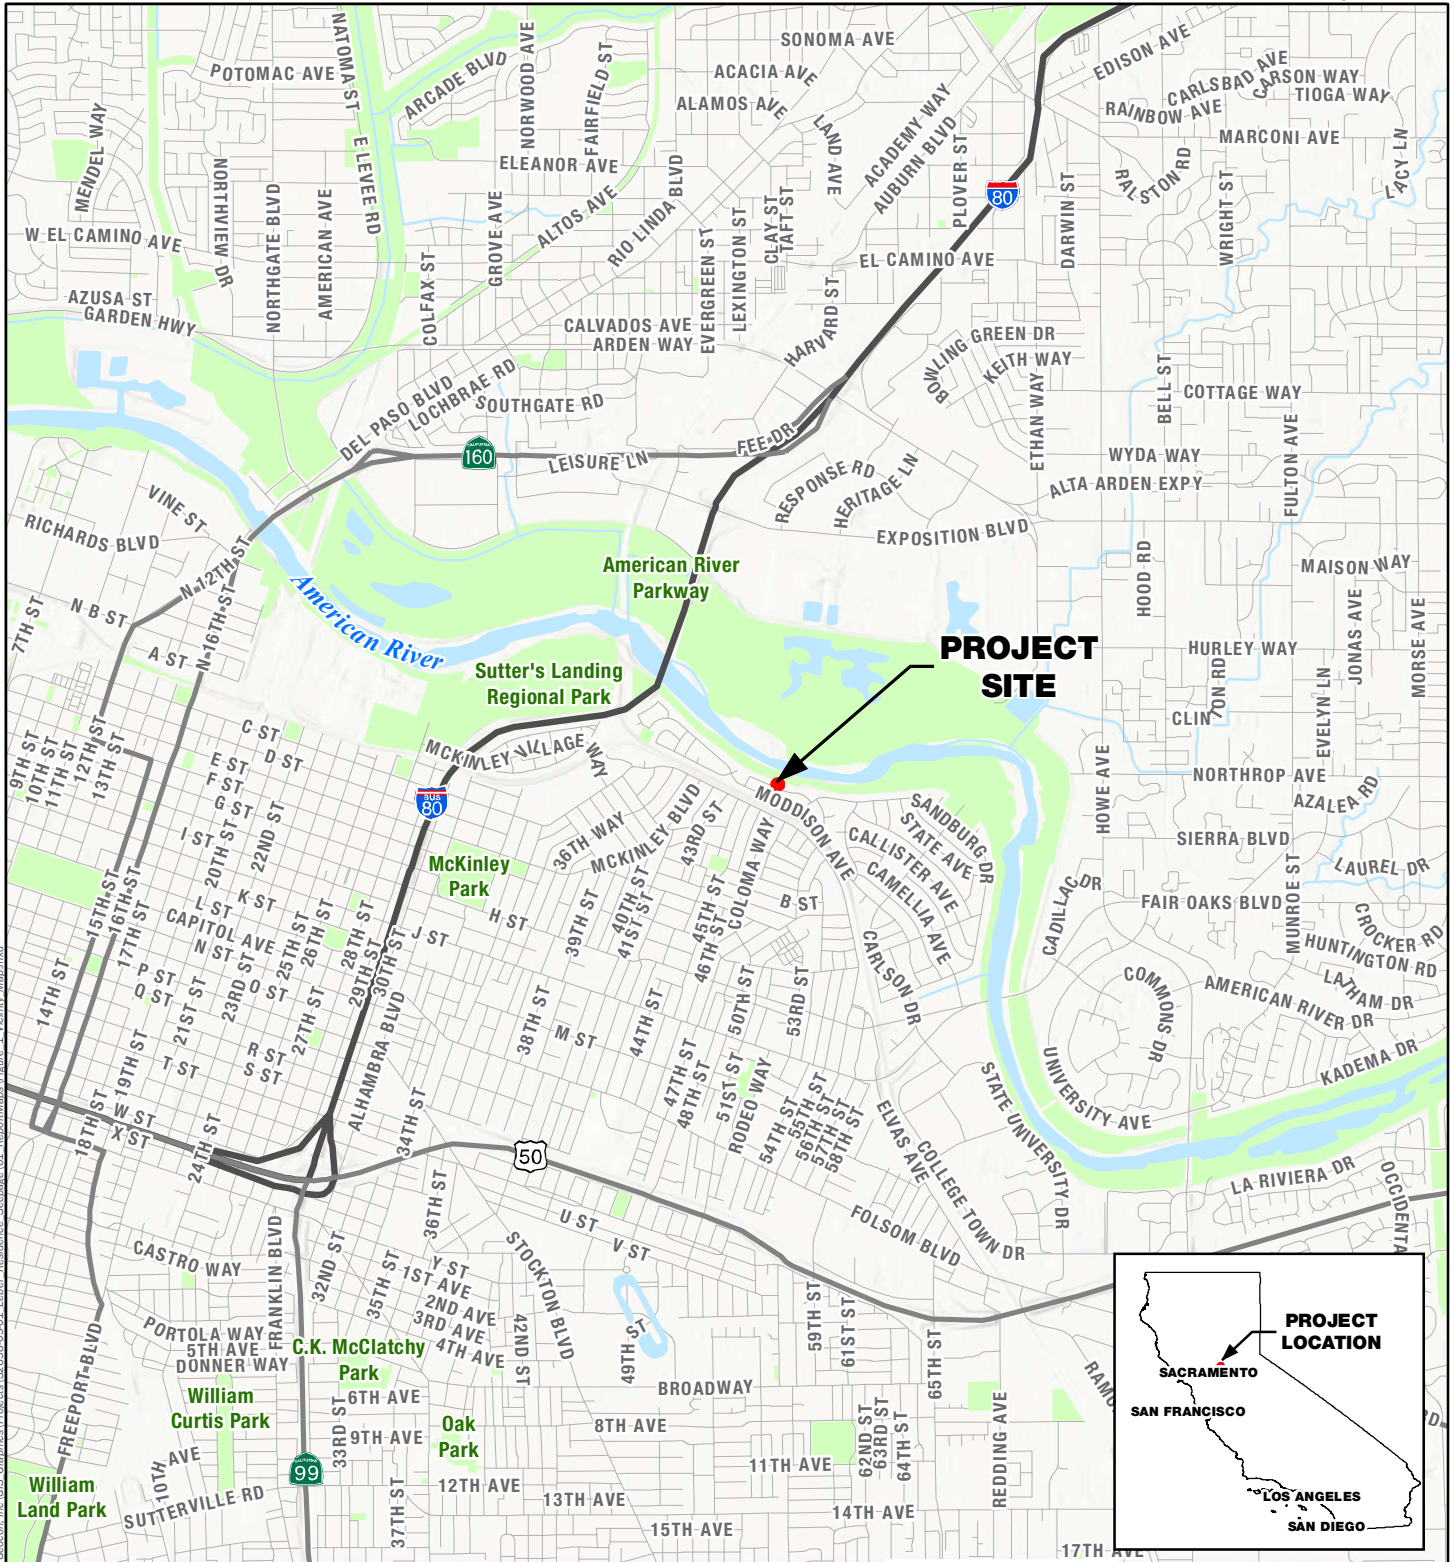 SONOMA AVE
EDISON AVE
NATOMA ST
POTOMAC AVE
ARCADE BLVD
NORWOOD AVE
FAIRFIELD ST
ACACIA AVE
ALAMOS AVE
CARLSBAD AVE
CARSON WAY
TIOGA WAY
RAINBOW AVE
MARCONI AVE
LAND AVE
ACADEMY WAY
AUBURN BLVD
PLOVER ST
MENDEL WAY
E LEVEE RD
ELEANOR AVE
RALSTON RD
LACY LN
NORTHVIEW DR
NORTHGATE BLVD
AMERICAN AVE
GROVE AVE
ALTOS AVE
RIO LINDA BLVD
CLAY ST
TAFT ST
80
DARWIN ST
WRIGHT ST
W EL CAMINO AVE
COLFAX ST
EVERGREEN ST
LEXINGTON ST
EL CAMINO AVE
AZUSA ST
GARDEN HWY
CALVADOS AVE
ARDEN WAY
HARVARD ST
BOWLING GREEN DR
KEITH WAY
BELL ST
COTTAGE WAY
DEL PASO BLVD
LOCHBRAE RD
SOUTHGATE RD
CALIFORNIA
160
LEISURE LN
FEE DR
ETHAN WAY
WYDA WAY
ALTA ARDEN EXPY
FULTON AVE
RESPONSE RD
HERITAGE LN
EXPOSITION BLVD
VINE ST
RICHARDS BLVD
N 12TH ST
N 16TH ST
American River
American River
Parkway
HOOD RD
MAISON WAY
JONAS AVE
MORSE AVE
7TH ST
N B ST
A ST
Sutter's Landing
Regional Park
PROJECT
SITE
HURLEY WAY
CLINTON RD
EVELYN LN
C ST
D ST
MCKINLEY VILLAGE WAY
9TH ST
10TH ST
11TH ST
12TH ST
13TH ST
E ST
F ST
G ST
I ST
BUS
80
HOWE AVE
NORTHROP AVE
AZALEA RD
MODDISON AVE
SANDBURG DR
STATE AVE
CALLISTER AVE
CAMELLIA AVE
SIERRA BLVD
LAUREL DR
20TH ST
22ND ST
36TH WAY
MCKINLEY BLVD
43RD ST
COLOMA WAY
McKinley
Park
K ST
L ST
CAPITOL AVE
N ST
H ST
J ST
39TH ST
40TH ST
41ST ST
45TH ST
46TH ST
B ST
CADILLAC DR
FAIR OAKS BLVD
MUNROE ST
CROCKER RD
HUNTINGTON RD
LATHAM DR
AMERICAN RIVER DR
15TH ST
16TH ST
17TH ST
14TH ST
P ST
Q ST
O ST
25TH ST
26TH ST
28TH ST
29TH ST
30TH ST
23RD ST
21ST ST
27TH ST
CARLSON DR
COMMONS DR
KADEMA DR
19TH ST
T ST
R ST
S ST
ALHAMBRA BLVD
38TH ST
M ST
44TH ST
50TH ST
53RD ST
47TH ST
48TH ST
51ST ST
RODEO WAY
54TH ST
55TH ST
56TH ST
57TH ST
58TH ST
ELVAS AVE
STATE UNIVERSITY DR
UNIVERSITY AVE
W ST
X ST
18TH ST
24TH ST
34TH ST
50
COLLEGE TOWN DR
LA RIVIERA DR
OCCIDENTA
36TH ST
U ST
V ST
FOLSOM BLVD
CASTRO WAY
FRANKLIN BLVD
32ND ST
35TH ST
Y ST
1ST AVE
2ND AVE
3RD AVE
4TH AVE
STOCKTON BLVD
42ND ST
49TH ST
59TH ST
61ST ST
65TH ST
PORTOLA WAY
5TH AVE
DONNER WAY
C.K. McClatchy
Park
FREEPORT BLVD
William
Curtis Park
6TH AVE
BROADWAY
8TH AVE
33RD ST
9TH AVE
Oak
Park
62ND ST
63RD ST
64TH ST
REDDING AVE
10TH AVE
CALIFORNIA
99
11TH AVE
12TH AVE
13TH AVE
14TH AVE
William
Land Park
SUTTERVILLE RD
37TH ST
15TH AVE
17TH AVE
PROJECT
LOCATION
SACRAMENTO
SAN FRANCISCO
LOS ANGELES
SAN DIEGO